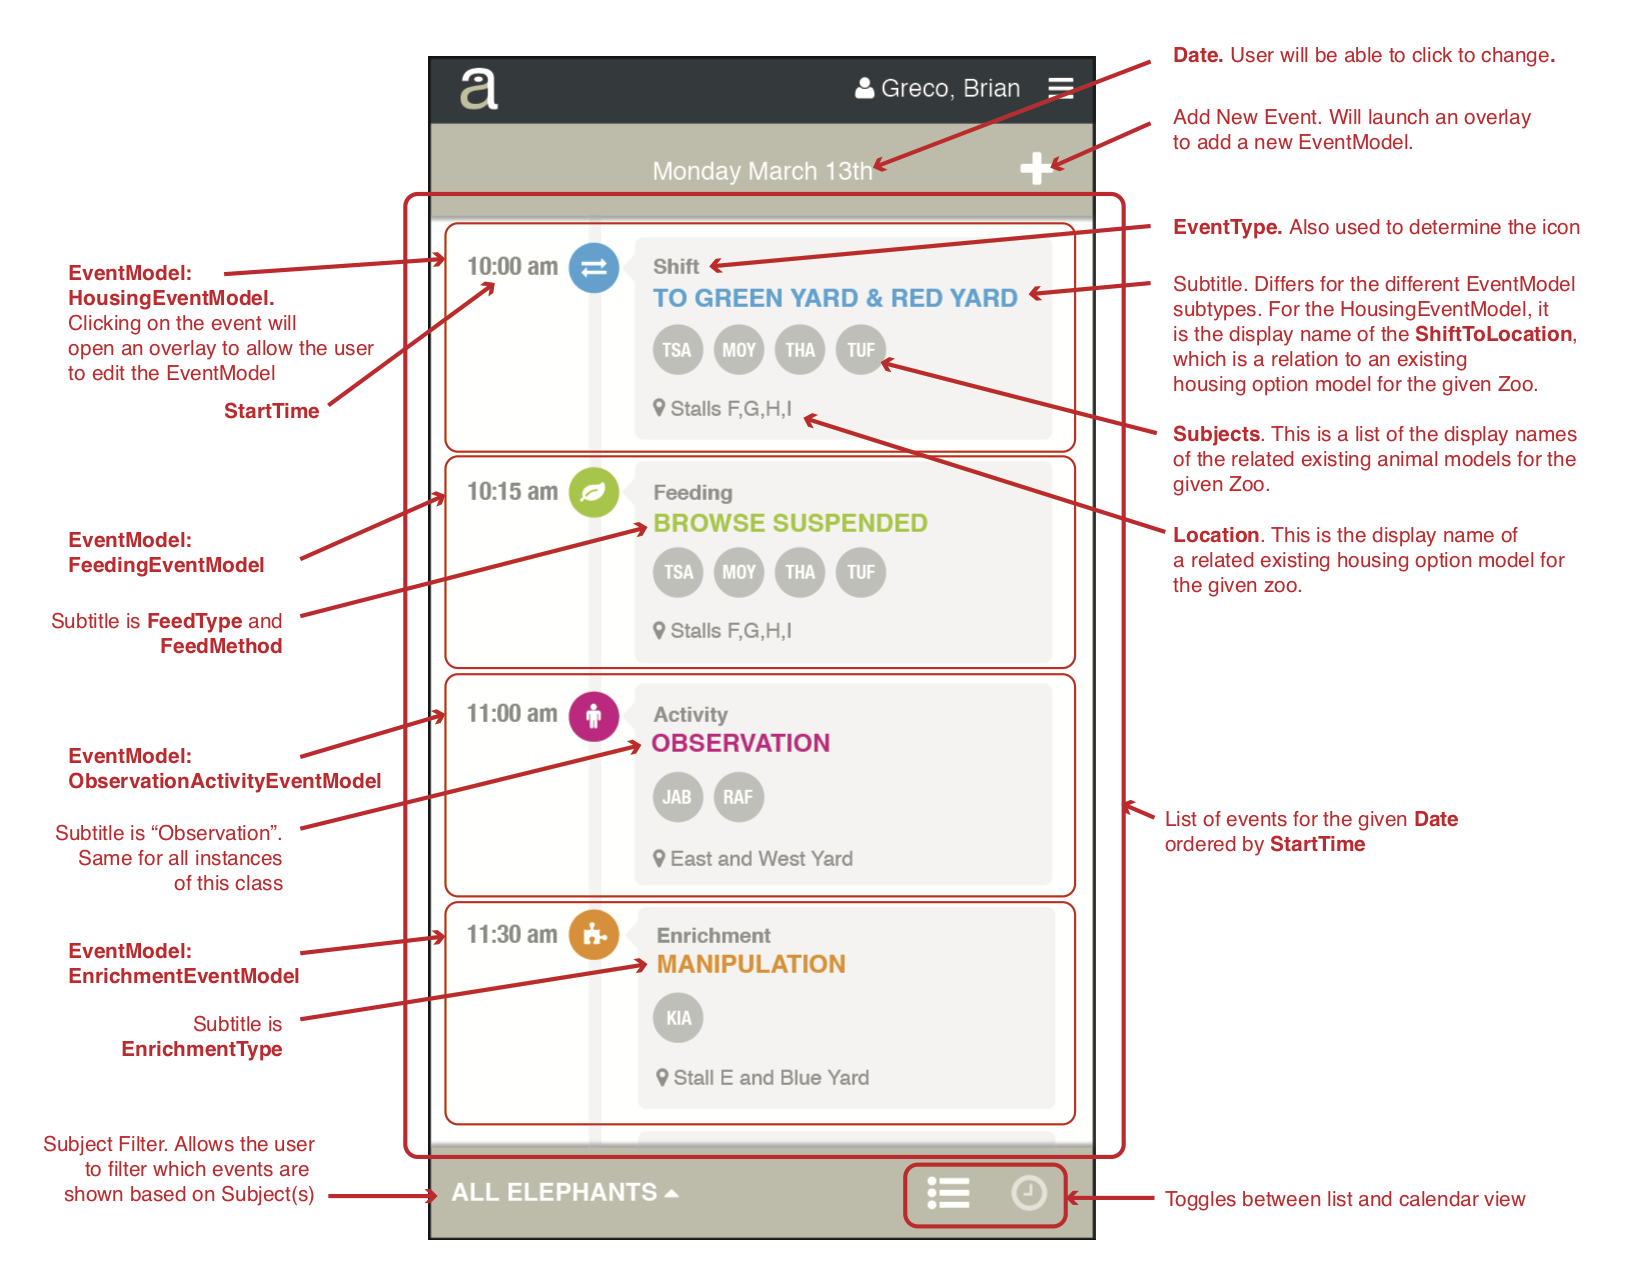 a
Greco, Brian
Monday March 13th
Date. User will be able to click to change.
Add New Event. Will launch an overlay
to add a new EventModel.
EventModel:
HousingEventModel.
Clicking on the event will
open an overlay to allow the user
to edit the EventModel
StartTime
10:00 am
Shift
TO GREEN YARD & RED YARD
TSA MOY THA TUF
Stalls F,G,H,I
EventType. Also used to determine the icon
Subtitle. Differs for the different EventModel
subtypes. For the HousingEventModel, it
is the display name of the ShiftToLocation,
which is a relation to an existing
housing option model for the given Zoo.
Subjects. This is a list of the display names
of the related existing animal models for the
given Zoo.
Location. This is the display name of
a related existing housing option model for
the given zoo.
EventModel:
FeedingEventModel
Subtitle is FeedType and
FeedMethod
10:15 am
Feeding
BROWSE SUSPENDED
TSA MOY THA TUF
Stalls F,G,H,I
EventModel:
ObservationActivityEventModel
Subtitle is “Observation”.
Same for all instances
of this class
11:00 am
Activity
OBSERVATION
JAB RAF
East and West Yard
List of events for the given Date
ordered by StartTime
EventModel:
EnrichmentEventModel
Subtitle is
EnrichmentType
11:30 am
Enrichment
MANIPULATION
KIA
Stall E and Blue Yard
Subject Filter. Allows the user
to filter which events are
shown based on Subject(s)
ALL ELEPHANTS
Toggles between list and calendar view